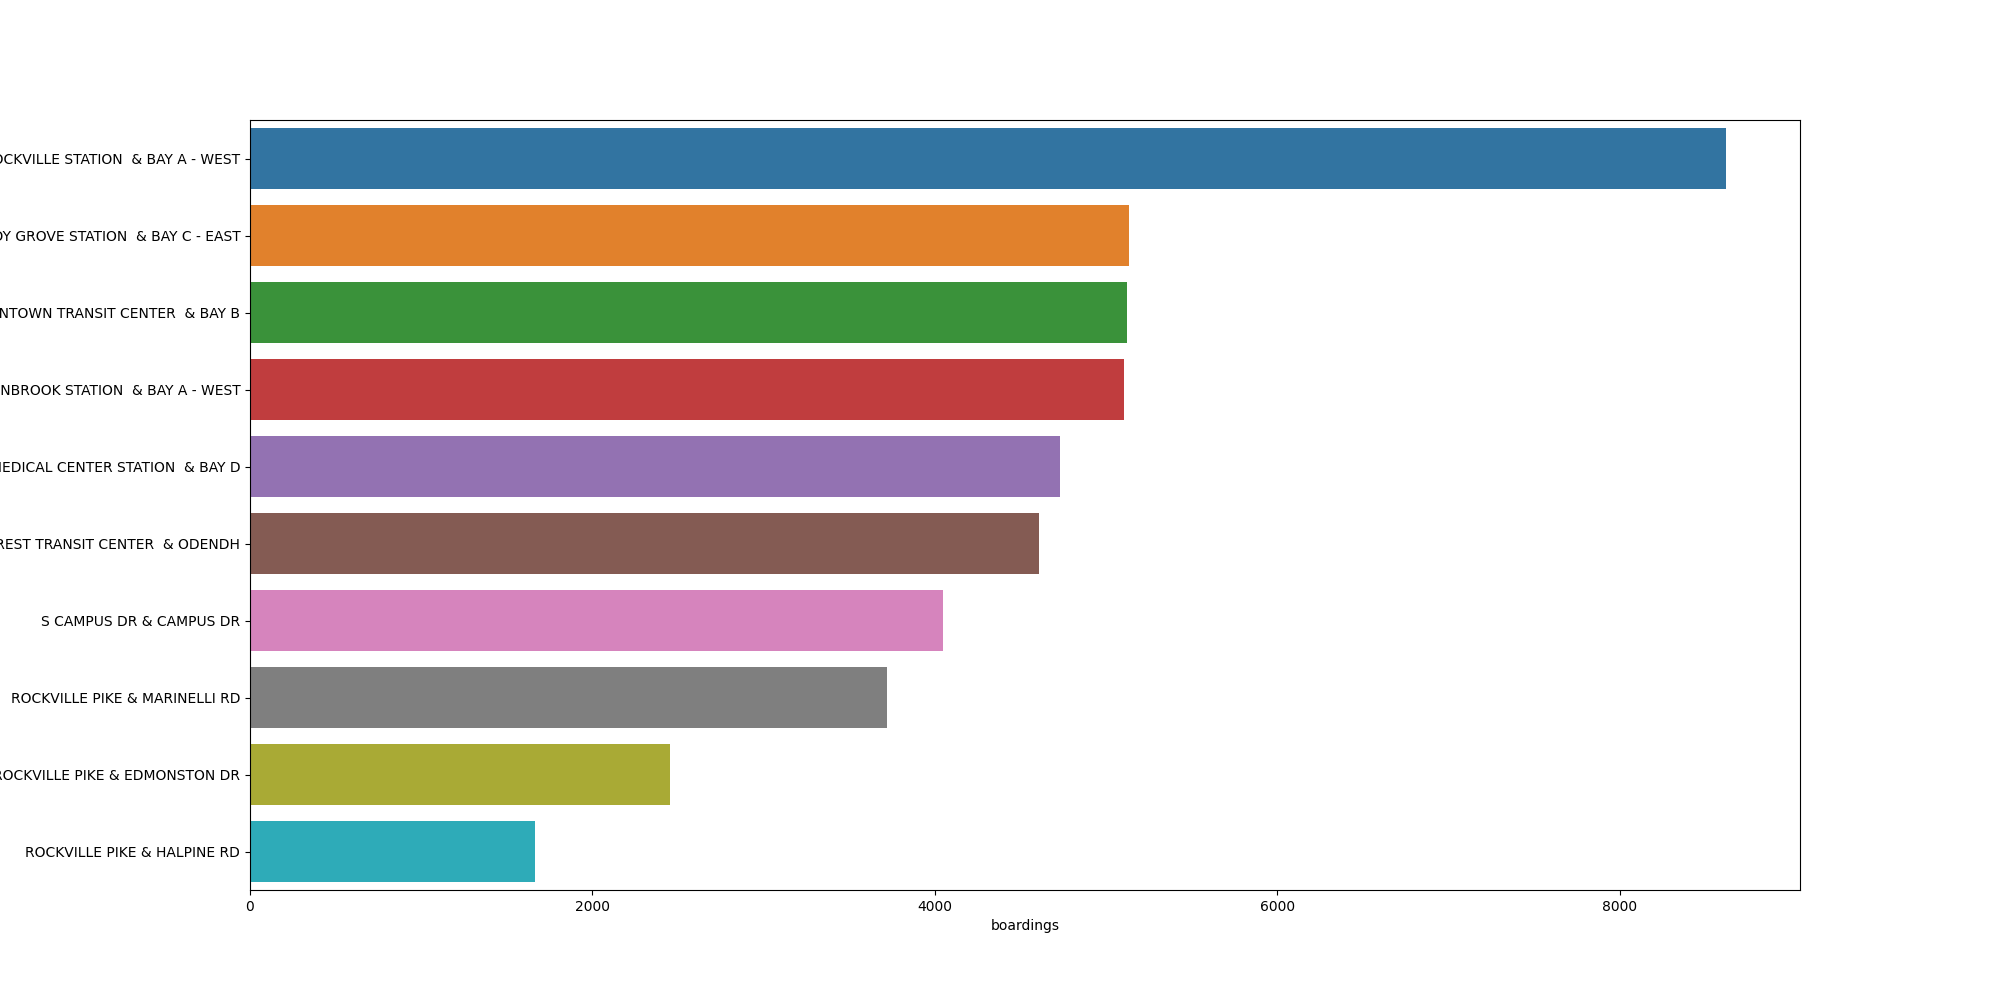 OCKVILLE STATION  & BAY A - WEST
DY GROVE STATION  & BAY C - EAST
NTOWN TRANSIT CENTER  & BAY B
NBROOK STATION  & BAY A - WEST
MEDICAL CENTER STATION  & BAY D
REST TRANSIT CENTER  & ODENDH
S CAMPUS DR & CAMPUS DR
ROCKVILLE PIKE & MARINELLI RD
ROCKVILLE PIKE & EDMONSTON DR
ROCKVILLE PIKE & HALPINE RD
0 2000 4000 6000 8000
boardings